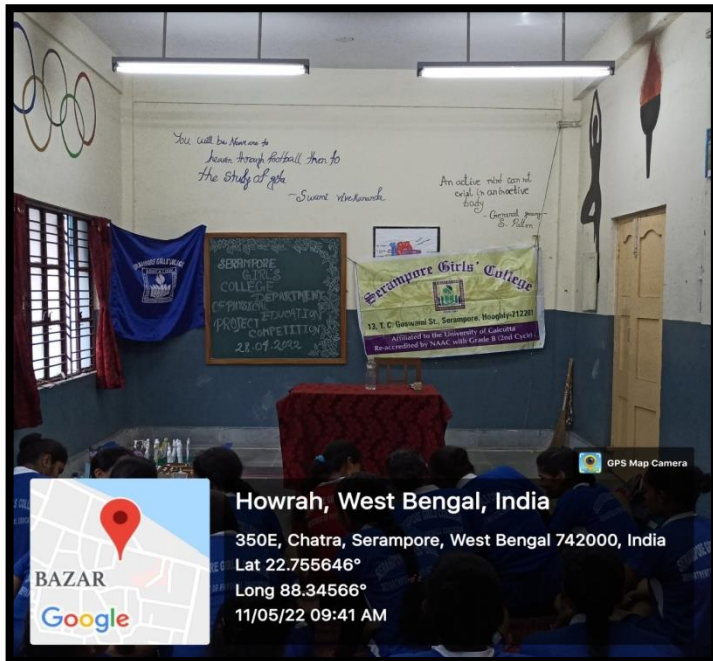 You will be Nearer to
heaven through football then to
the study of gita
- Swami vivekananda
An active mind can not
exist in an inactive
body
- General
S. Patton
SERAMPORE
GIRLS
COLLEGE
DEPARTMENT
OF PHYSICAL
EDUCATION
PROJECT
COMPETITION
28.04.2022
Serampore Girls' College
13, T. C. Goswami St., Serampore, Hooghly-712201
Affiliated to the University of Calcutta
Re-accredited by NAAC with Grade B (2nd Cycle)
GPS Map Camera
BAZAR
Google
Howrah, West Bengal, India
350E, Chatra, Serampore, West Bengal 742000, India
Lat 22.755646°
Long 88.34566°
11/05/22 09:41 AM